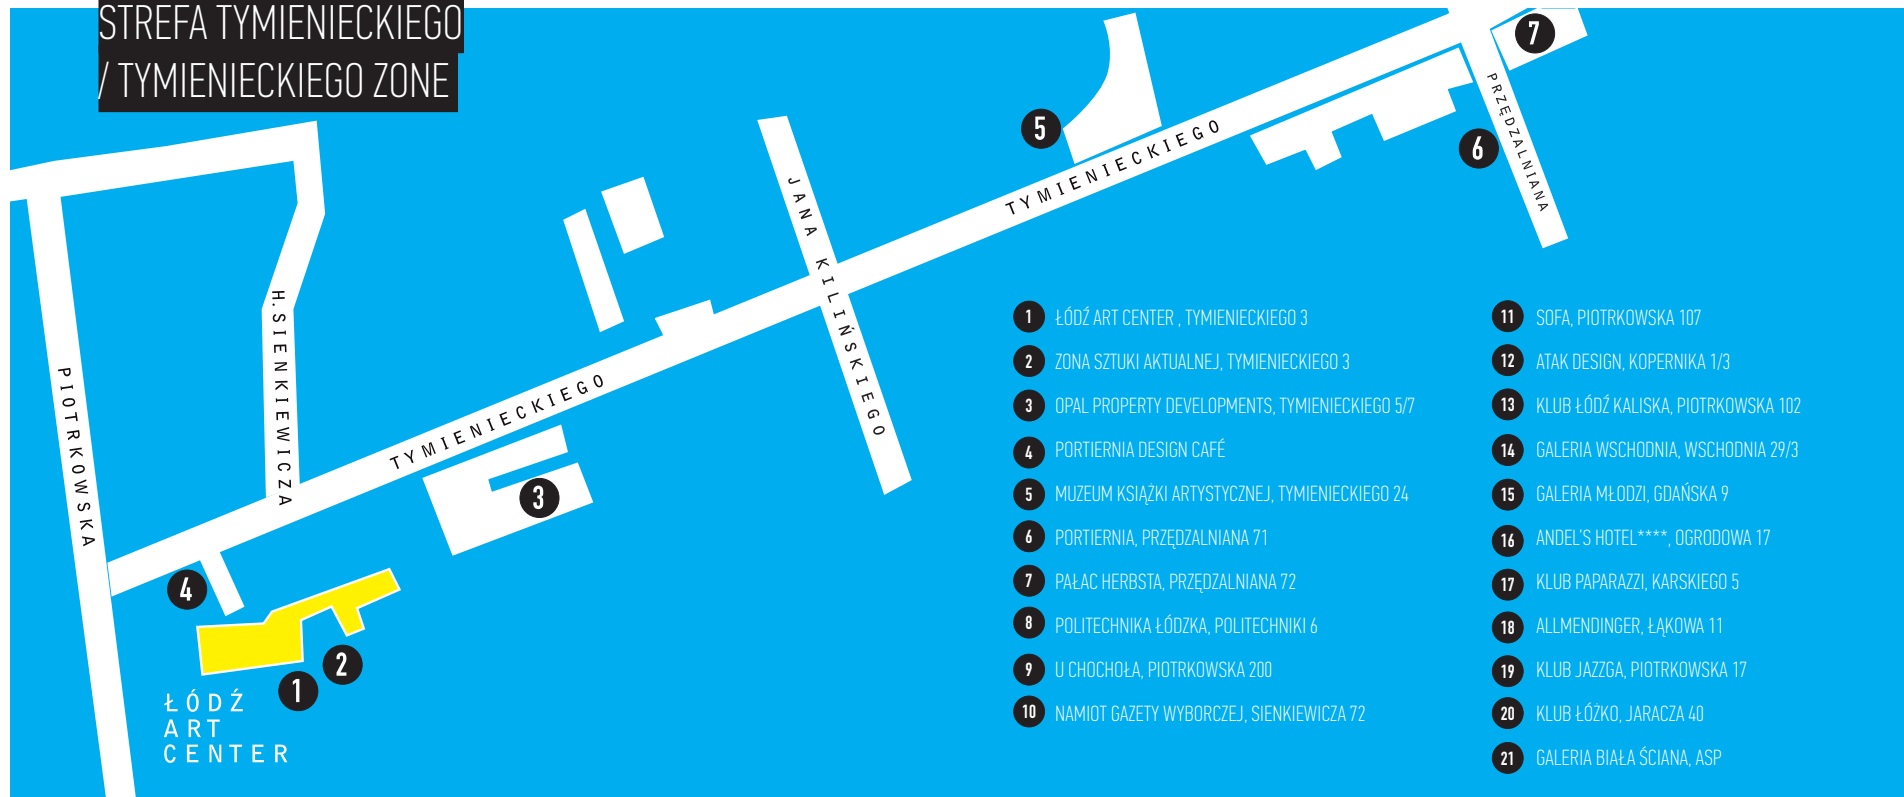 STREFA TYMIENIECKIEGO
/ TYMIENIECKIEGO ZONE
7
PRZĘDZALNIANA
5
6
TYMIENIECKIEGO
JANA KILIŃSKIEGO
H.SIENKIEWICZA
PIOTRKOWSKA
TYMIENIECKIEGO
3
4
2
1
ŁÓDŹ
ART
CENTER
1 ŁÓDŹ ART CENTER , TYMIENIECKIEGO 3
2 ZONA SZTUKI AKTUALNEJ, TYMIENIECKIEGO 3
3 OPAL PROPERTY DEVELOPMENTS, TYMIENIECKIEGO 5/7
4 PORTIERNIA DESIGN CAFÉ
5 MUZEUM KSIĄŻKI ARTYSTYCZNEJ, TYMIENIECKIEGO 24
6 PORTIERNIA, PRZĘDZALNIANA 71
7 PAŁAC HERBSTA, PRZĘDZALNIANA 72
8 POLITECHNIKA ŁÓDZKA, POLITECHNIKI 6
9 U CHOCHOŁA, PIOTRKOWSKA 200
10 NAMIOT GAZETY WYBORCZEJ, SIENKIEWICZA 72
11 SOFA, PIOTRKOWSKA 107
12 ATAK DESIGN, KOPERNIKA 1/3
13 KLUB ŁÓDŹ KALISKA, PIOTRKOWSKA 102
14 GALERIA WSCHODNIA, WSCHODNIA 29/3
15 GALERIA MŁODZI, GDAŃSKA 9
16 ANDEL'S HOTEL****, OGRODOWA 17
17 KLUB PAPARAZZI, KARSKIEGO 5
18 ALLMENDINGER, ŁĄKOWA 11
19 KLUB JAZZGA, PIOTRKOWSKA 17
20 KLUB ŁÓŻKO, JARACZA 40
21 GALERIA BIAŁA ŚCIANA, ASP